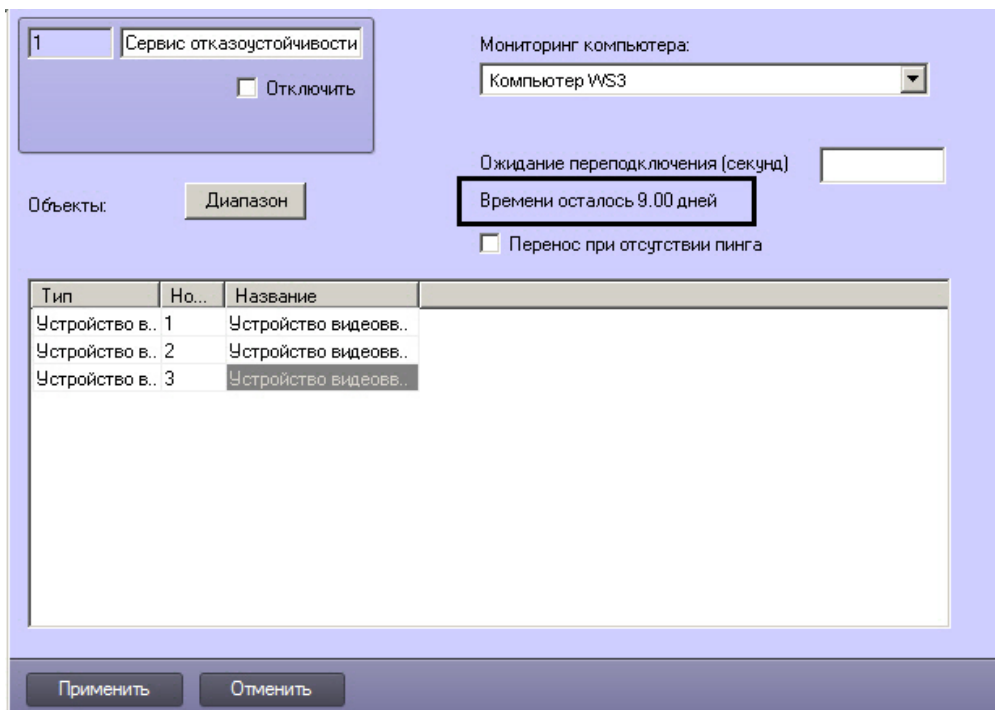 1
Сервис отказоустойчивости
Отключить
Мониторинг компьютера:
Компьютер WS3
Ожидание переподключения (секунд)
Времени осталось 9.00 дней
Перенос при отсутствии пинга
Объекты:
Диапазон
Тип Но... Название
Устройство в.. 1 Устройство видеовв..
Устройство в.. 2 Устройство видеовв..
Устройство в.. 3 Устройство видеовв..
Применить Отменить